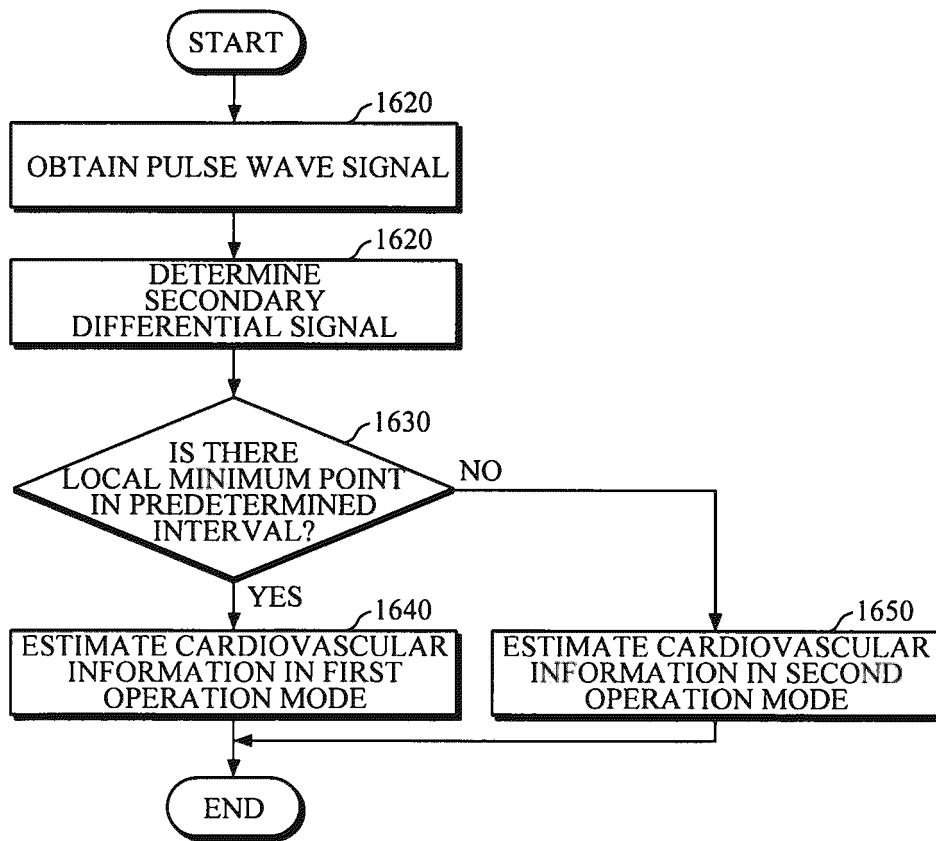 START
1620
OBTAIN PULSE WAVE SIGNAL
1620
DETERMINE
SECONDARY
DIFFERENTIAL SIGNAL
1630
IS THERE
LOCAL MINIMUM POINT
IN PREDETERMINED
INTERVAL?
NO
YES
1640
ESTIMATE CARDIOVASCULAR
INFORMATION IN FIRST
OPERATION MODE
1650
ESTIMATE CARDIOVASCULAR
INFORMATION IN SECOND
OPERATION MODE
END